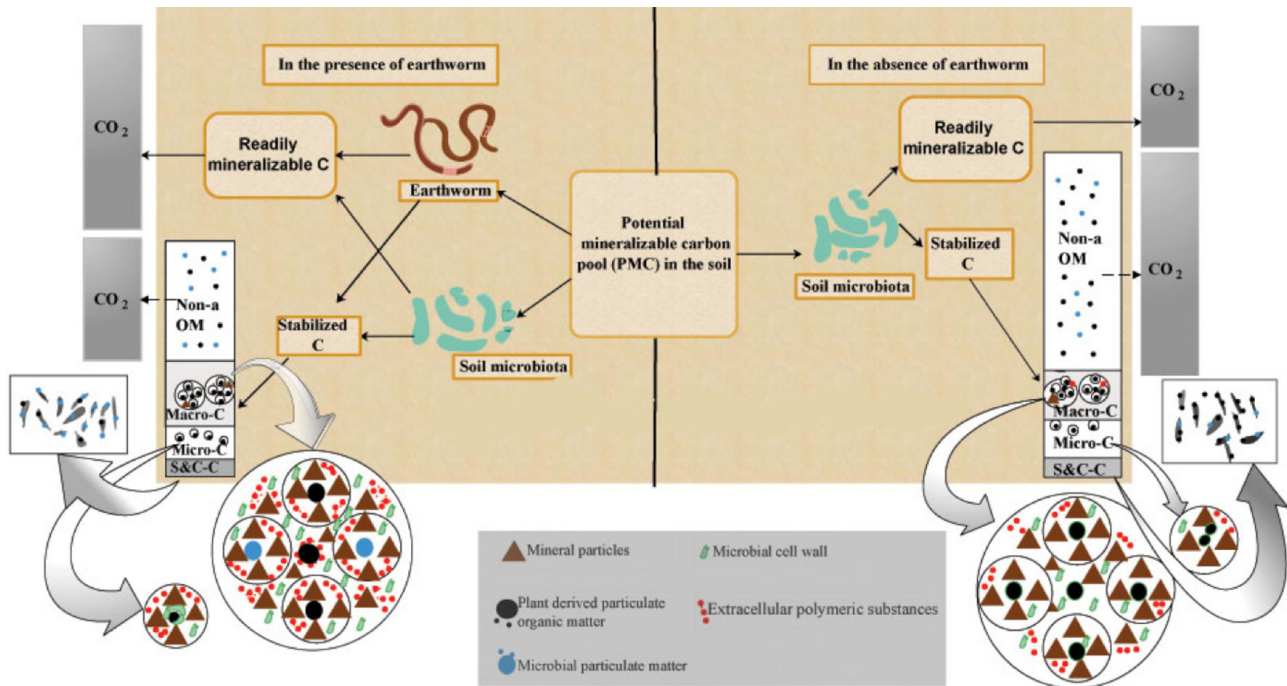 In the presence of earthworm
In the absence of earthworm
CO 2
Readily
mineralizable C
Earthworm
CO 2
Non-a
OM
Stabilized
C
Soil microbiota
Macro-C
Micro-C
S&C-C
Potential
mineralizable carbon
pool (PMC) in the soil
Readily
mineralizable C
CO 2
Soil microbiota
Stabilized
C
Non-a
OM
CO 2
Macro-C
Micro-C
S&C-C
Mineral particles
Microbial cell wall
Plant derived particulate
organic matter
Extracellular polymeric substances
Microbial particulate matter